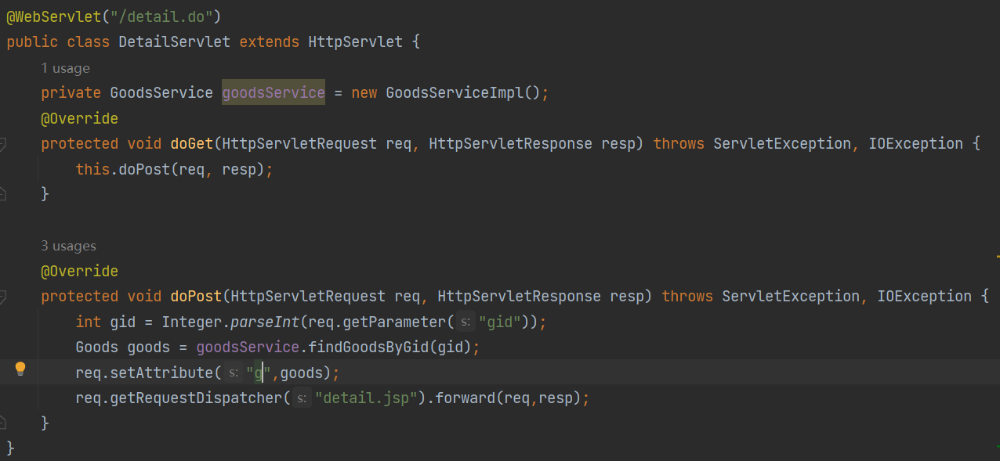 @WebServlet("/detail.do")
public class DetailServlet extends HttpServlet {
1 usage
private GoodsService goodsService = new GoodsServiceImpl();
@Override
protected void doGet(HttpServletRequest req, HttpServletResponse resp) throws ServletException, IOException {
this.doPost(req, resp);
}
3 usages
@Override
protected void doPost(HttpServletRequest req, HttpServletResponse resp) throws ServletException, IOException {
int gid = Integer.parseInt(req.getParameter( s: "gid"));
Goods goods = goodsService.findGoodsByGid(gid);
req.setAttribute( s: "g",goods);
req.getRequestDispatcher( s: "detail.jsp").forward(req,resp);
}
}